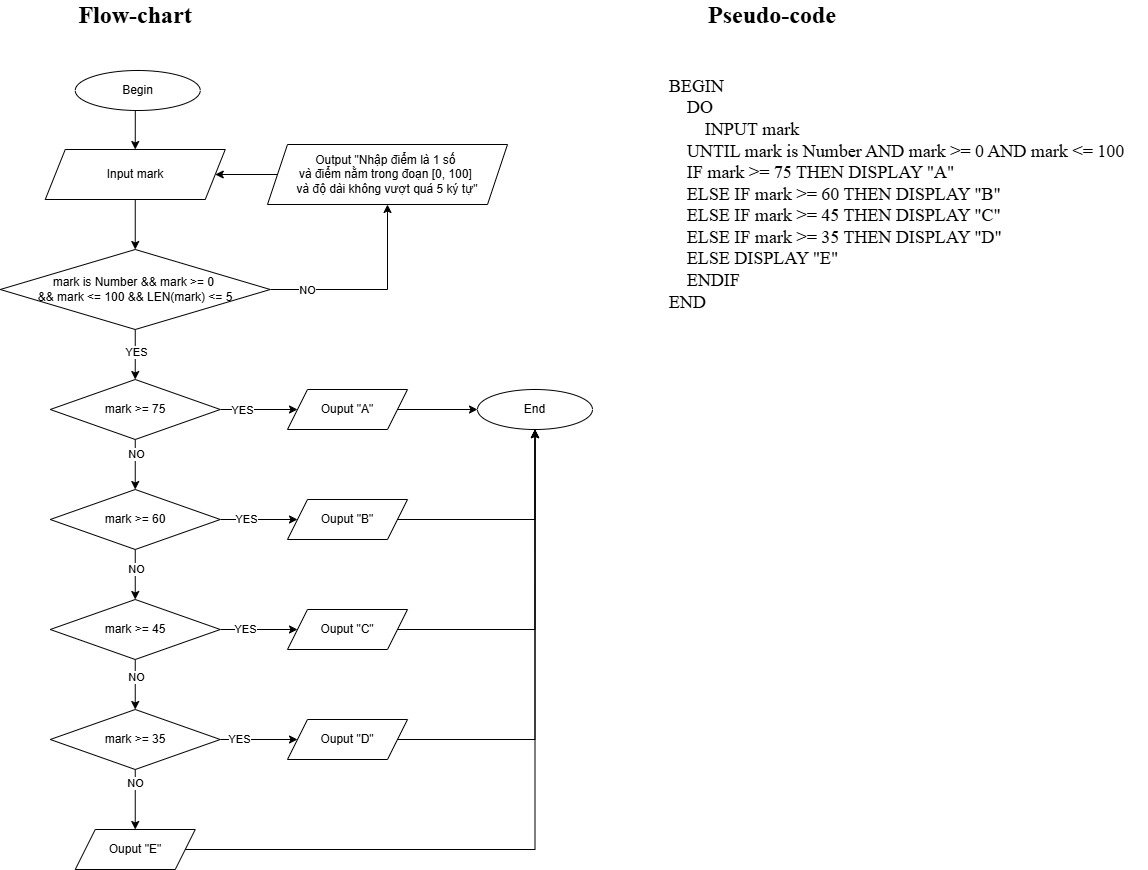 Flow-chart
Begin
Input mark
Output "Nhập điểm là 1 số
và điểm nằm trong đoạn [0, 100]
và độ dài không vượt quá 5 ký tự"
mark is Number && mark >= 0
&& mark <= 100 && LEN(mark) <= 5
NO
YES
mark >= 75
YES
Ouput "A"
End
NO
mark >= 60
YES
Ouput "B"
NO
mark >= 45
YES
Ouput "C"
NO
mark >= 35
YES
Ouput "D"
NO
Ouput "E"
Pseudo-code
BEGIN
DO
INPUT mark
UNTIL mark is Number AND mark >= 0 AND mark <= 100
IF mark >= 75 THEN DISPLAY "A"
ELSE IF mark >= 60 THEN DISPLAY "B"
ELSE IF mark >= 45 THEN DISPLAY "C"
ELSE IF mark >= 35 THEN DISPLAY "D"
ELSE DISPLAY "E"
ENDIF
END